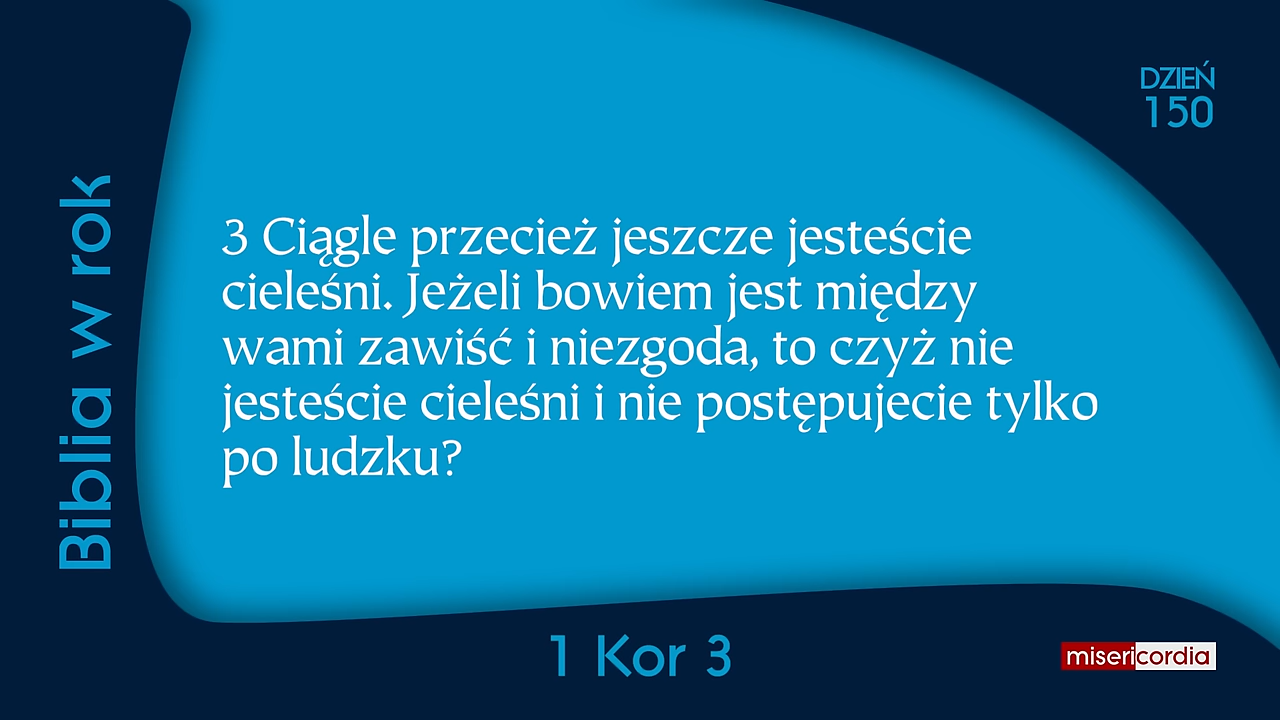 DZIEŃ
150
Biblia w rok
3 Ciągle przecież jeszcze jesteście
cieleśni. Jeżeli bowiem jest między
wami zawiść i niezgoda, to czyż nie
jesteście cieleśni i nie postępujecie tylko
po ludzku?
1 Kor 3
misericordia